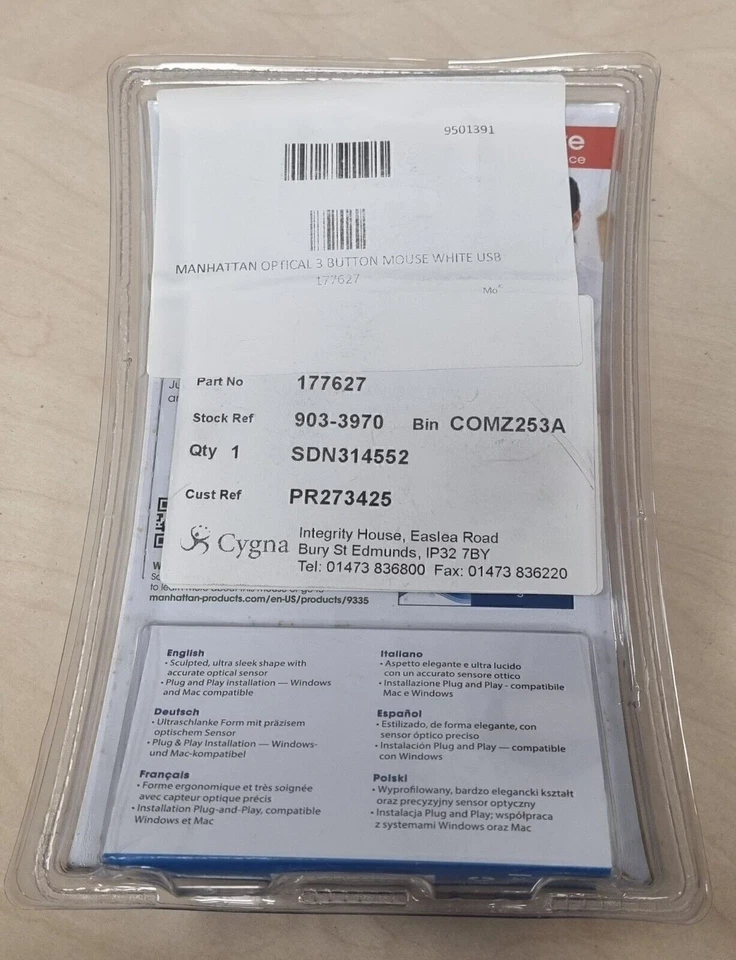 9501391
e
ce
MANHATTAN OPTICAL 3 BUTTON MOUSE WHITE USB
177627
Part No 177627
Stock Ref 903-3970 Bin COMZ253A
Qty 1 SDN314552
Cust Ref PR273425
Cygna
Integrity House, Easlea Road
Bury St Edmunds, IP32 7BY
Tel: 01473 836800 Fax: 01473 836220
manhattan-products.com/en-US/products/9335
English
• Sculpted, ultra sleek shape with
accurate optical sensor
• Plug and Play installation — Windows
and Mac compatible
Deutsch
• Ultraschlanke Form mit präzisem
optischem Sensor
• Plug & Play Installation — Windows-
und Mac-kompatibel
Français
• Forme ergonomique et très soignée
avec capteur optique précis
• Installation Plug-and-Play, compatible
Windows et Mac
Italiano
• Aspetto elegante e ultra lucido
con un accurato sensore ottico
• Installazione Plug and Play - compatibile
Mac e Windows
Español
• Estilizado, de forma elegante, con
sensor óptico preciso
• Instalación Plug and Play — compatible
con Windows
Polski
• Wyprofilowany, bardzo elegancki kształt
oraz precyzyjny sensor optyczny
• Instalacja Plug and Play; współpraca
z systemami Windows oraz Mac